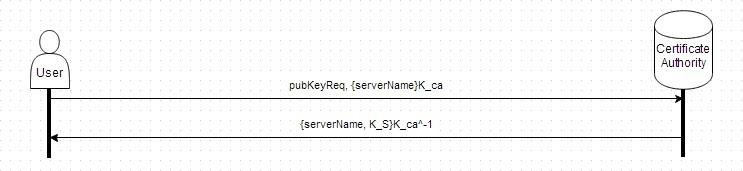 User
Certificate
Authority
pubKeyReq, {serverName}K_ca
{serverName, K_S}K_ca^-1